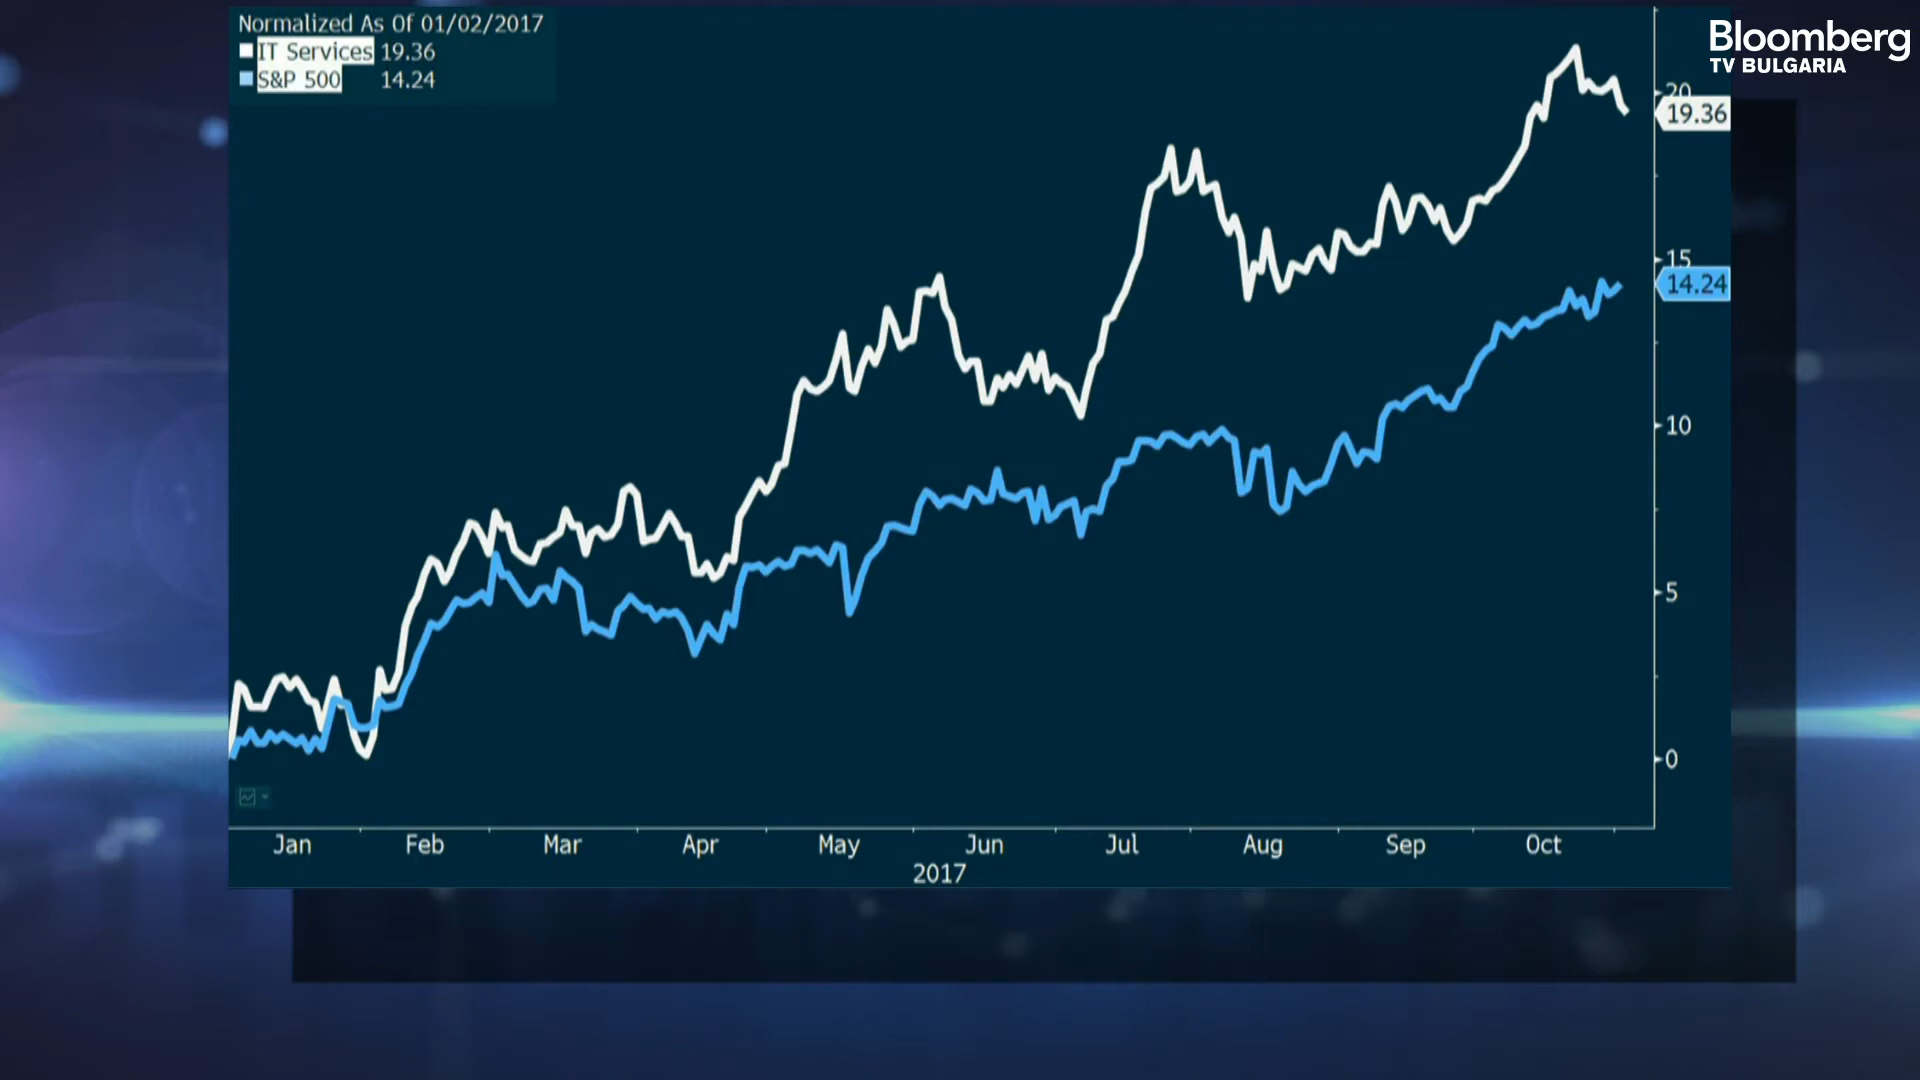 Normalized As Of 01/02/2017
IT Services 19.36
S&P 500 14.24
Bloomberg
TV BULGARIA
20
19.36
15
14.24
10
5
0
Jan Feb Mar Apr May Jun Jul Aug Sep Oct
2017